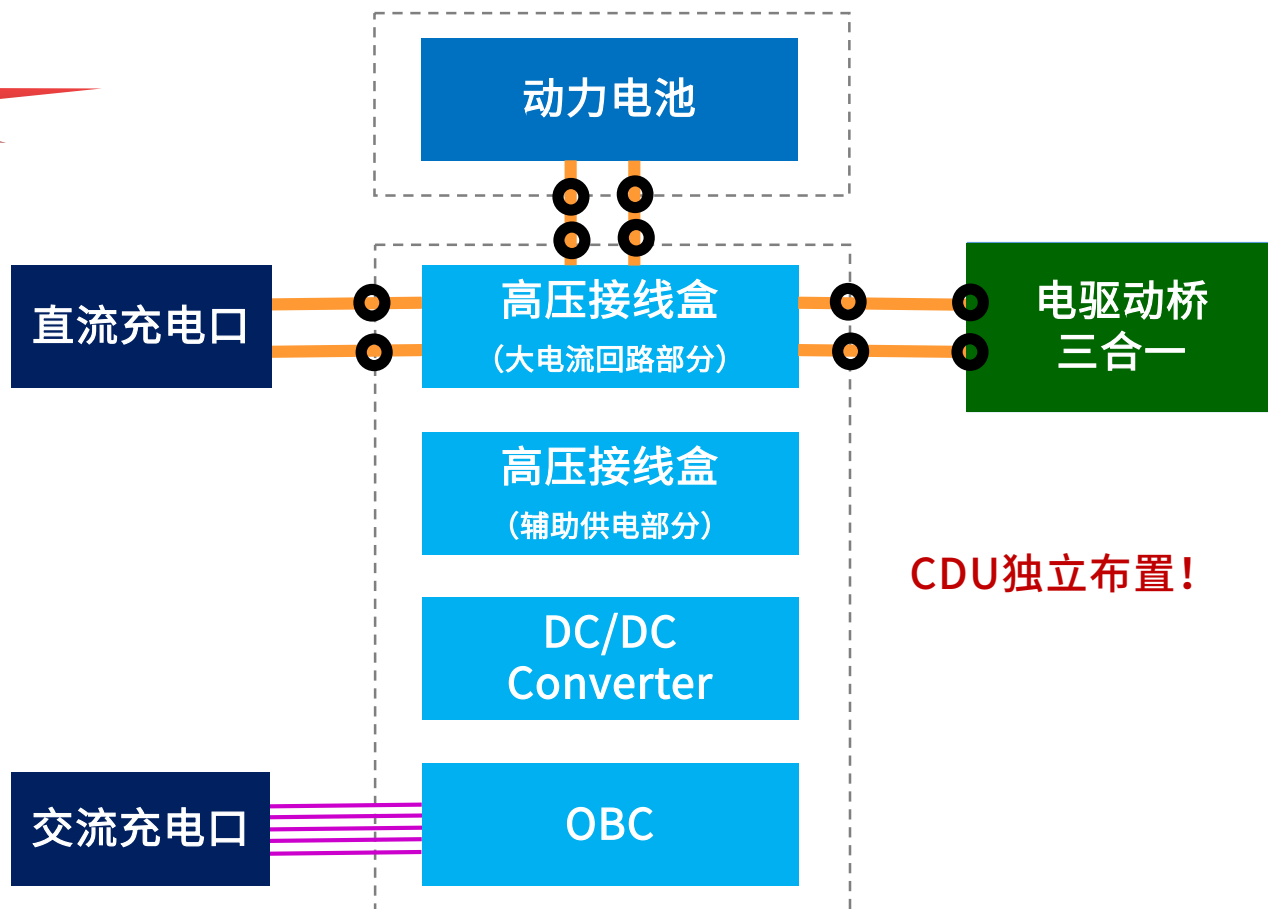 动力电池
直流充电口
高压接线盒
（大电流回路部分）
电驱动桥
三合一
高压接线盒
（辅助供电部分）
CDU独立布置！
DC/DC
Converter
交流充电口
OBC